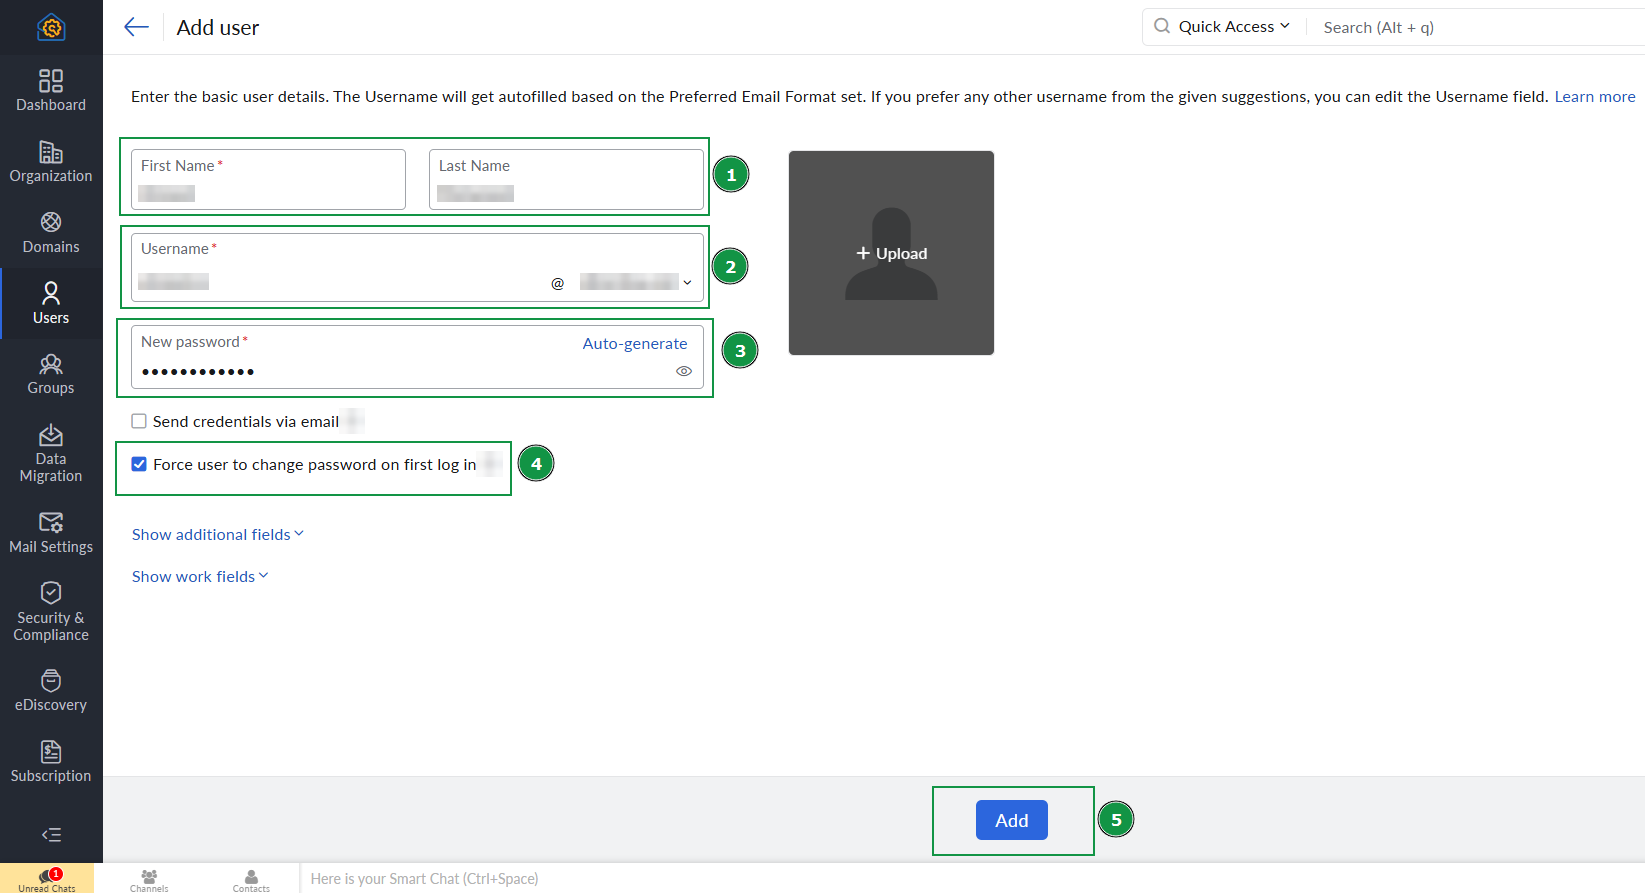 Add user
Quick Access
Search (Alt + q)
Dashboard
Organization
Domains
Users
Groups
Data
Migration
Mail Settings
Security &
Compliance
eDiscovery
Subscription
Enter the basic user details. The Username will get autofilled based on the Preferred Email Format set. If you prefer any other username from the given suggestions, you can edit the Username field. Learn more
First Name *
Last Name
1
Username *
@
2
New password *
Auto-generate
••••••••••••
3
+ Upload
Send credentials via email
Force user to change password on first log in
4
Show additional fields
Show work fields
Add
5
1
Unread Chats
Channels
Contacts
Here is your Smart Chat (Ctrl+Space)